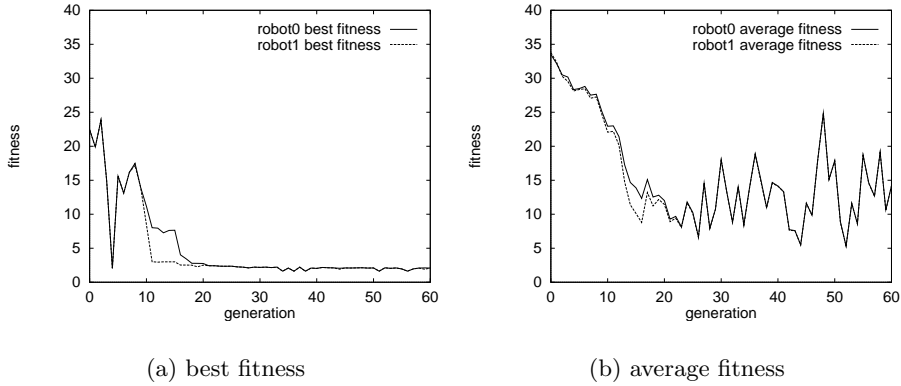 40
35
30
25
20
15
10
5
0
fitness
robot0 best fitness
robot1 best fitness
0 10 20 30 40 50 60
generation
(a) best fitness
40
35
30
25
20
15
10
5
0
fitness
robot0 average fitness
robot1 average fitness
0 10 20 30 40 50 60
generation
(b) average fitness